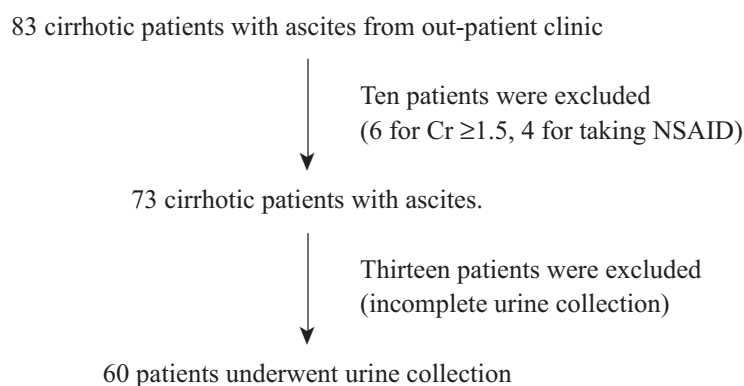 83 cirrhotic patients with ascites from out-patient clinic
Ten patients were excluded
(6 for Cr ≥1.5, 4 for taking NSAID)
73 cirrhotic patients with ascites.
Thirteen patients were excluded
(incomplete urine collection)
60 patients underwent urine collection